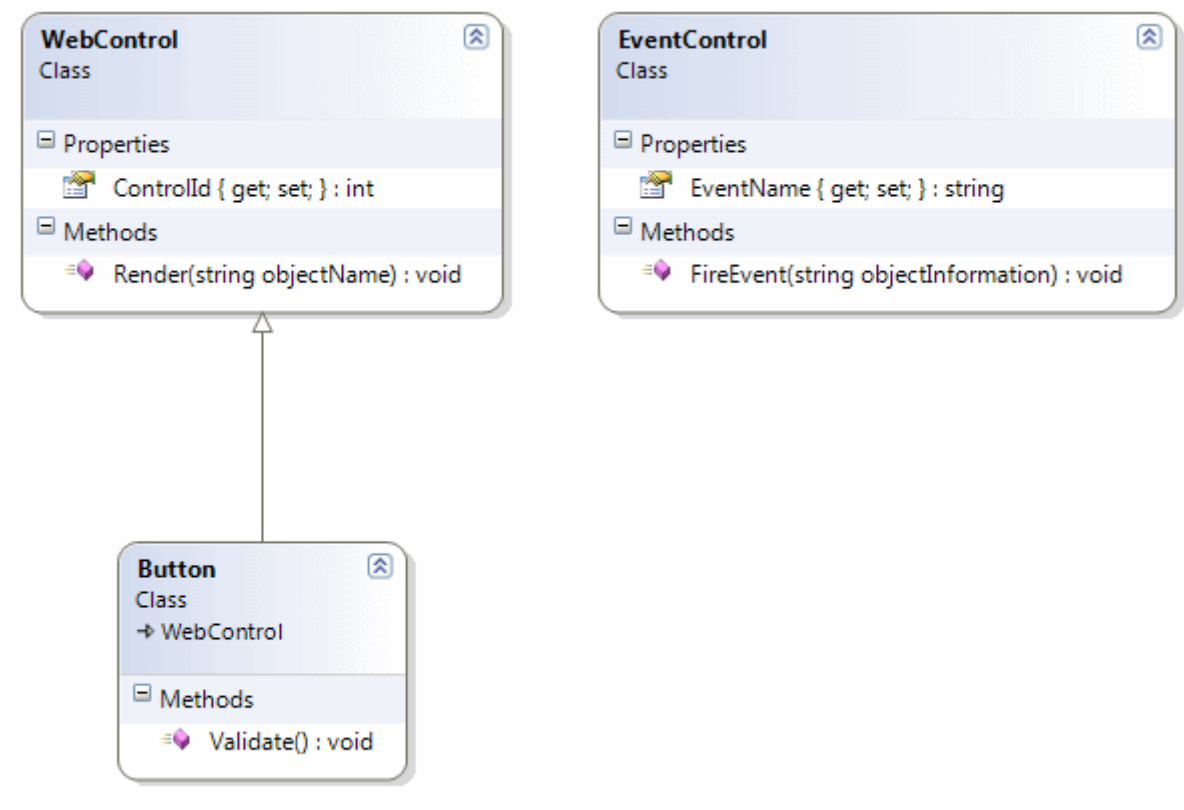 WebControl
Class
Properties
ControlId { get; set; } : int
Methods
Render(string objectName) : void
EventControl
Class
Properties
EventName { get; set; } : string
Methods
FireEvent(string objectInformation) : void
Button
Class
WebControl
Methods
Validate() : void